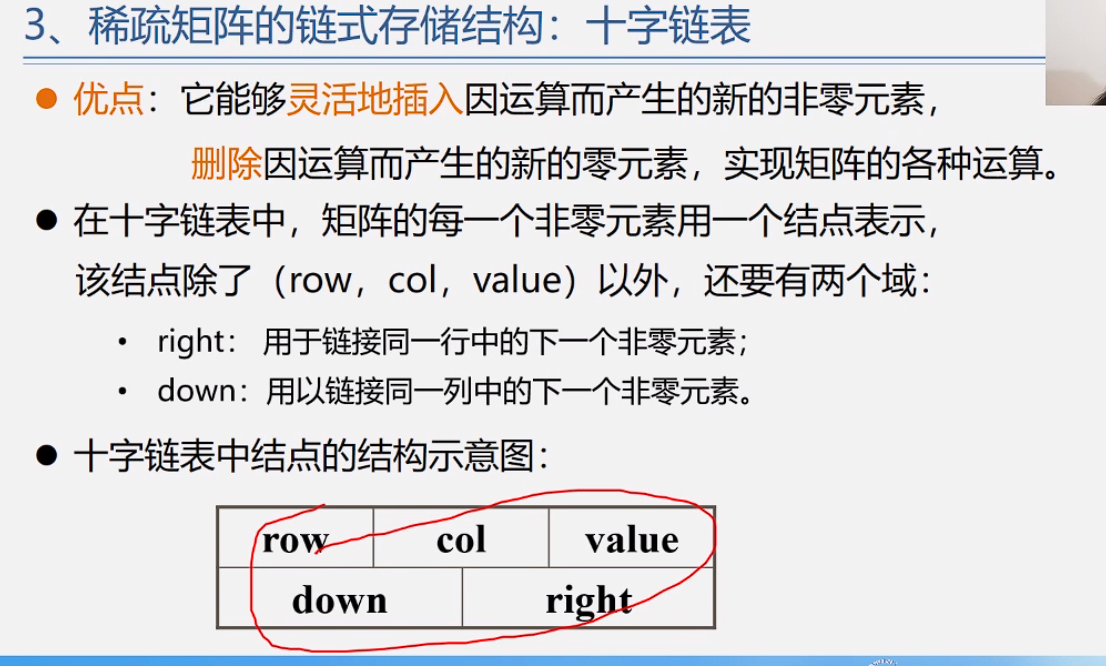 3、稀疏矩阵的链式存储结构：十字链表
优点：它能够灵活地插入因运算而产生的新的非零元素，
删除因运算而产生的新的零元素，实现矩阵的各种运算。
在十字链表中，矩阵的每一个非零元素用一个结点表示，
该结点除了（row，col，value）以外，还要有两个域：
• right： 用于链接同一行中的下一个非零元素；
• down：用以链接同一列中的下一个非零元素。
十字链表中结点的结构示意图：
row col value
down right